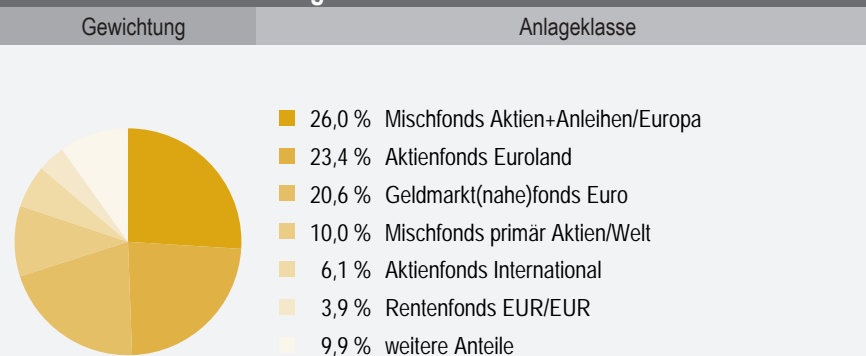 Gewichtung Anlageklasse
26,0 % Mischfonds Aktien+Anleihen/Europa
23,4 % Aktienfonds Euroland
20,6 % Geldmarkt(nahe)fonds Euro
10,0 % Mischfonds primär Aktien/Welt
6,1 % Aktienfonds International
3,9 % Rentenfonds EUR/EUR
9,9 % weitere Anteile